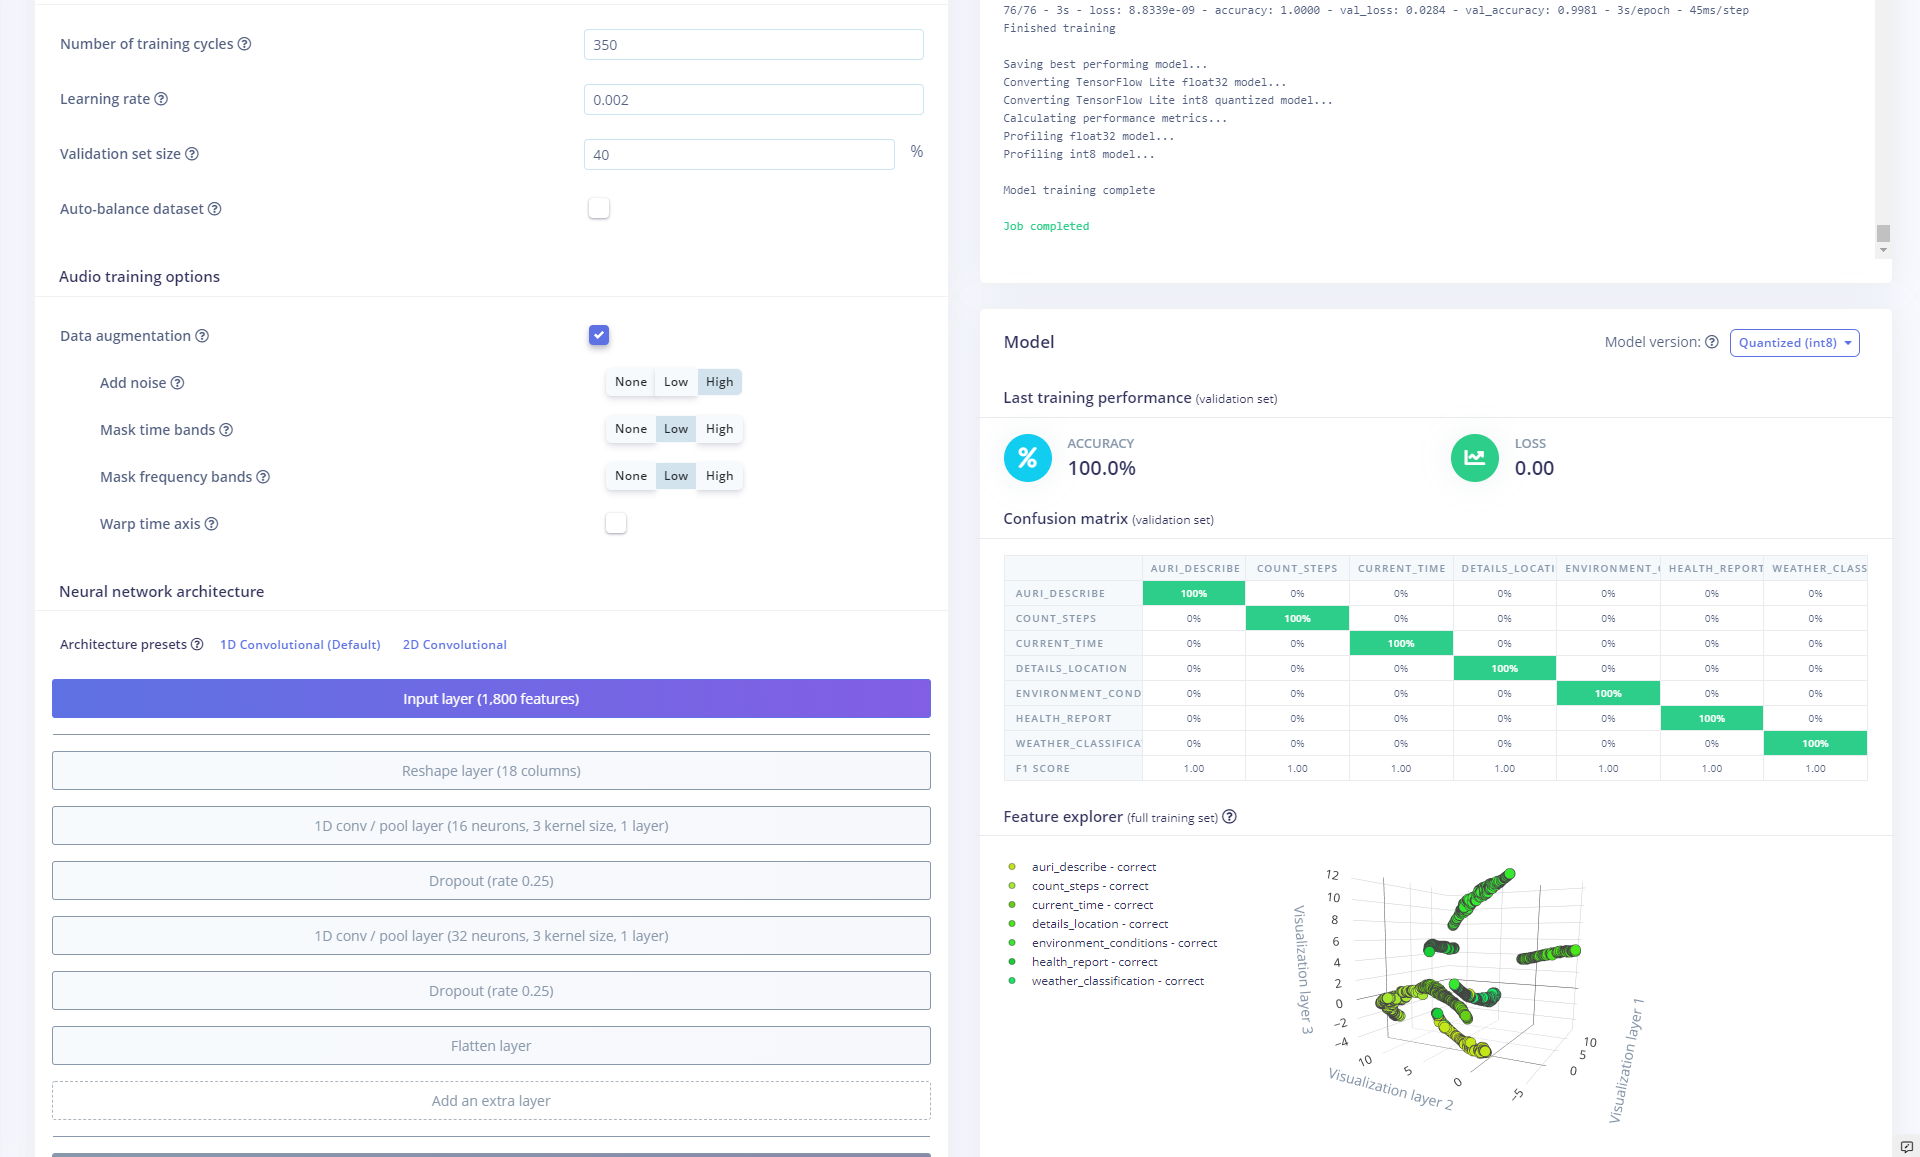 Number of training cycles
350
Learning rate
0.002
Validation set size
40
%
Auto-balance dataset
Audio training options
Data augmentation
Add noise
None Low High
Mask time bands
None Low High
Mask frequency bands
None Low High
Warp time axis
Neural network architecture
Architecture presets 1D Convolutional (Default) 2D Convolutional
Input layer (1,800 features)
Reshape layer (18 columns)
1D conv / pool layer (16 neurons, 3 kernel size, 1 layer)
Dropout (rate 0.25)
1D conv / pool layer (32 neurons, 3 kernel size, 1 layer)
Dropout (rate 0.25)
Flatten layer
Add an extra layer
76/76 - 3s - loss: 8.8339e-09 - accuracy: 1.0000 - val_loss: 0.0284 - val_accuracy: 0.9981 - 3s/epoch - 45ms/step
Finished training
Saving best performing model...
Converting TensorFlow Lite float32 model...
Converting TensorFlow Lite int8 quantized model...
Calculating performance metrics...
Profiling float32 model...
Profiling int8 model...
Model training complete
Job completed
Model
Model version: Quantized (int8)
Last training performance (validation set)
% ACCURACY
100.0%
LOSS
0.00
Confusion matrix (validation set)
AURI_DESCRIBE COUNT_STEPS CURRENT_TIME DETAILS_LOCATI ENVIRONMENT_C HEALTH_REPORT WEATHER_CLASS
AURI_DESCRIBE 100% 0% 0% 0% 0% 0% 0%
COUNT_STEPS 0% 100% 0% 0% 0% 0% 0%
CURRENT_TIME 0% 0% 100% 0% 0% 0% 0%
DETAILS_LOCATION 0% 0% 0% 100% 0% 0% 0%
ENVIRONMENT_COND 0% 0% 0% 0% 100% 0% 0%
HEALTH_REPORT 0% 0% 0% 0% 0% 100% 0%
WEATHER_CLASSIFICA 0% 0% 0% 0% 0% 0% 100%
F1 SCORE 1.00 1.00 1.00 1.00 1.00 1.00 1.00
Feature explorer (full training set)
auri_describe - correct
count_steps - correct
current_time - correct
details_location - correct
environment_conditions - correct
health_report - correct
weather_classification - correct
12
10
8
6
4
2
0
−2
−4
Visualization layer 3
10
5
0
Visualization layer 2
10
5
0
−5
Visualization layer 1